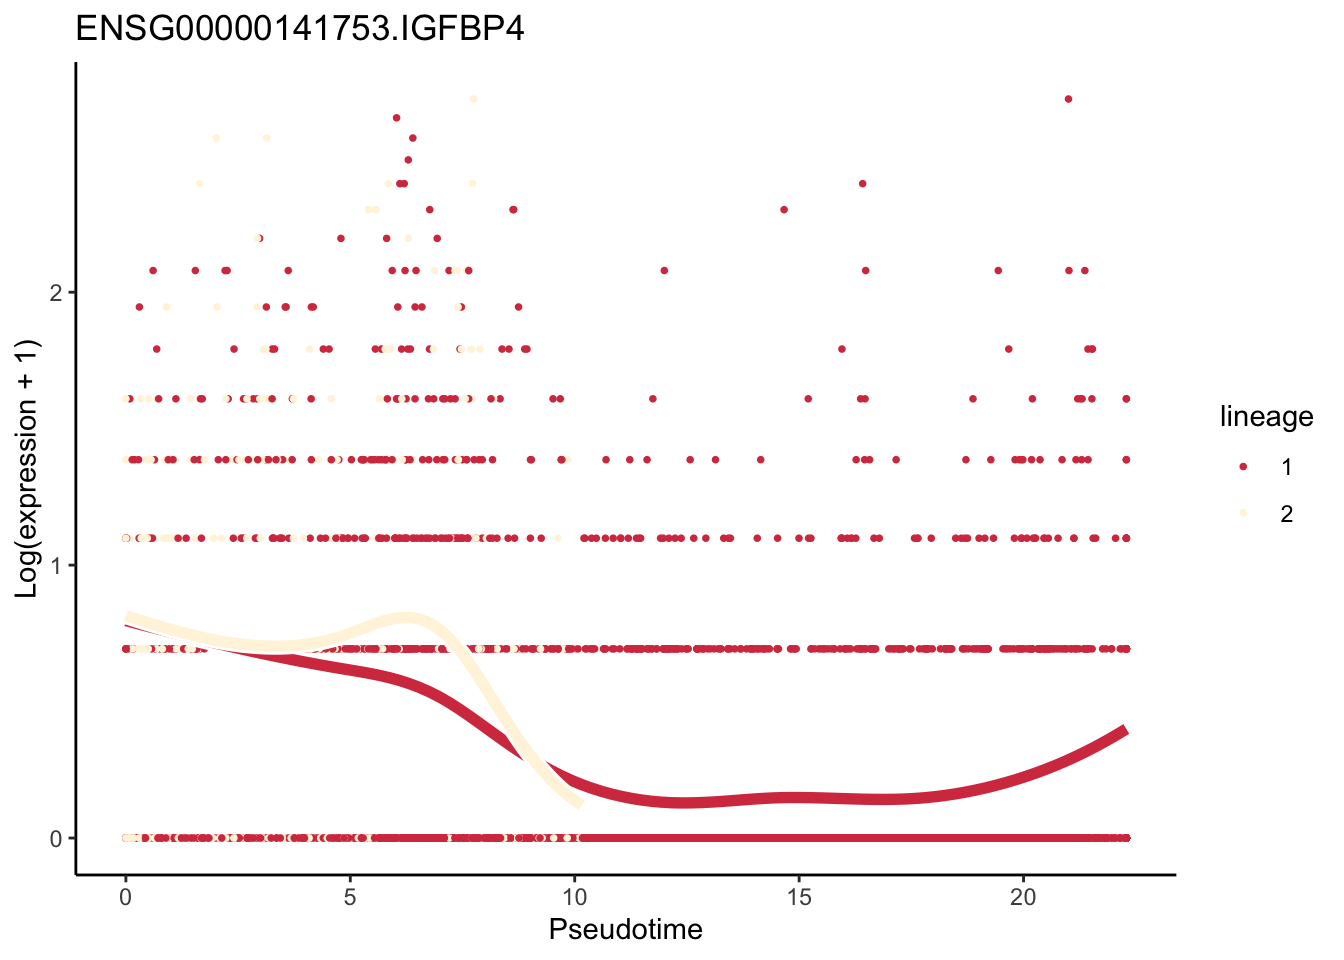 ENSG00000141753.IGFBP4
Log(expression + 1)
2
1
0
0 5 10 15 20
Pseudotime
lineage
1
2